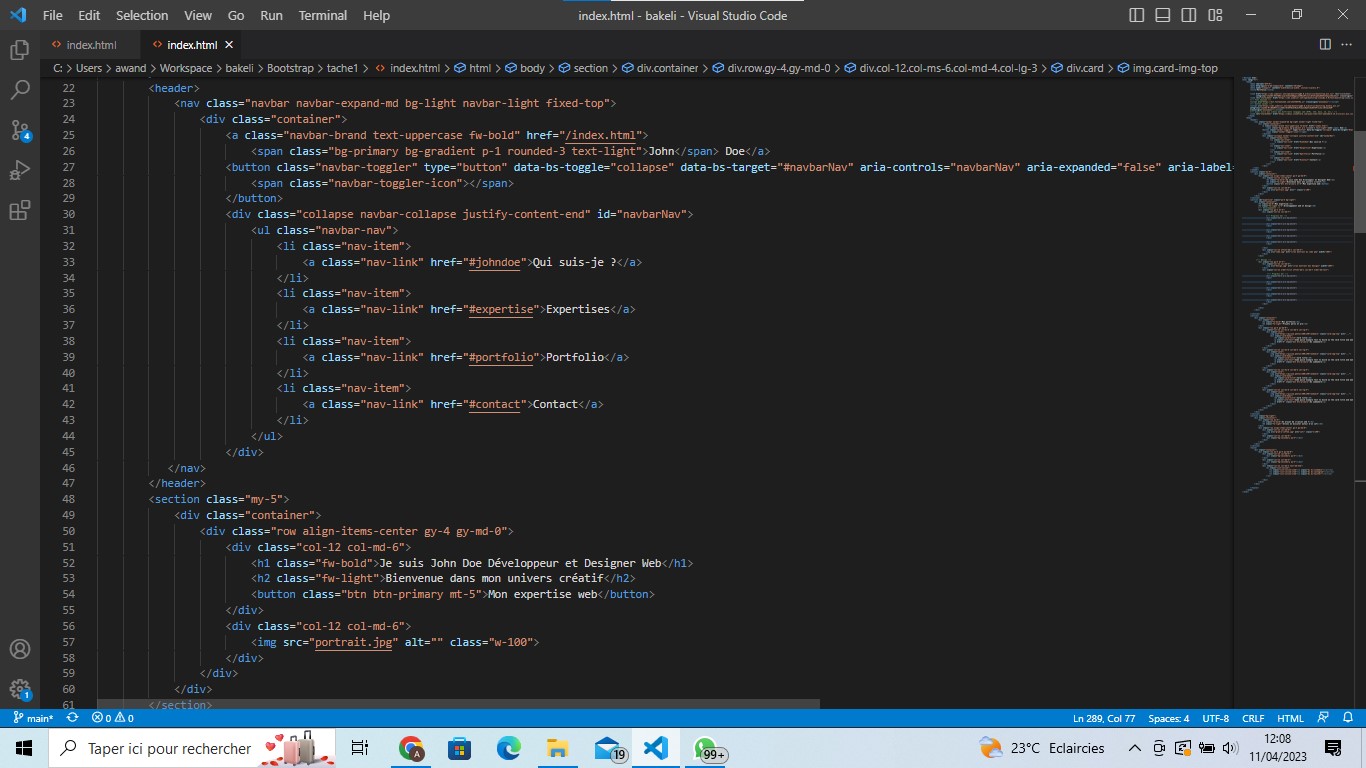 File Edit Selection View Go Run Terminal Help index.html - bakeli - Visual Studio Code
index.html index.html
C: > Users > awand > Workspace > bakeli > Bootstrap > tache1 > index.html > html > body > section > div.container > div.row.gy-4.gy-md-0 > div.col-12.col-ms-6.col-md-4.col-lg-3 > div.card > img.card-img-top
22 <header>
23 <nav class="navbar navbar-expand-md bg-light navbar-light fixed-top">
24 <div class="container">
25 <a class="navbar-brand text-uppercase fw-bold" href="/index.html">
26 <span class="bg-primary bg-gradient p-1 rounded-3 text-light">John</span> Doe</a>
27 <button class="navbar-toggler" type="button" data-bs-toggle="collapse" data-bs-target="#navbarNav" aria-controls="navbarNav" aria-expanded="false" aria-label=
28 <span class="navbar-toggler-icon"></span>
29 </button>
30 <div class="collapse navbar-collapse justify-content-end" id="navbarNav">
31 <ul class="navbar-nav">
32 <li class="nav-item">
33 <a class="nav-link" href="#johndoe">Qui suis-je ?</a>
34 </li>
35 <li class="nav-item">
36 <a class="nav-link" href="#expertise">Expertises</a>
37 </li>
38 <li class="nav-item">
39 <a class="nav-link" href="#portfolio">Portfolio</a>
40 </li>
41 <li class="nav-item">
42 <a class="nav-link" href="#contact">Contact</a>
43 </li>
44 </ul>
45 </div>
46 </nav>
47 </header>
48 <section class="my-5">
49 <div class="container">
50 <div class="row align-items-center gy-4 gy-md-0">
51 <div class="col-12 col-md-6">
52 <h1 class="fw-bold">Je suis John Doe Développeur et Designer Web</h1>
53 <h2 class="fw-light">Bienvenue dans mon univers créatif</h2>
54 <button class="btn btn-primary mt-5">Mon expertise web</button>
55 </div>
56 <div class="col-12 col-md-6">
57 <img src="portrait.jpg" alt="" class="w-100">
58 </div>
59 </div>
60 </div>
61 </section>
4
1
main* 0 0 Ln 289, Col 77 Spaces: 4 UTF-8 CRLF HTML
Taper ici pour rechercher A 19 99+ 23°C Eclaircies 12:08
11/04/2023